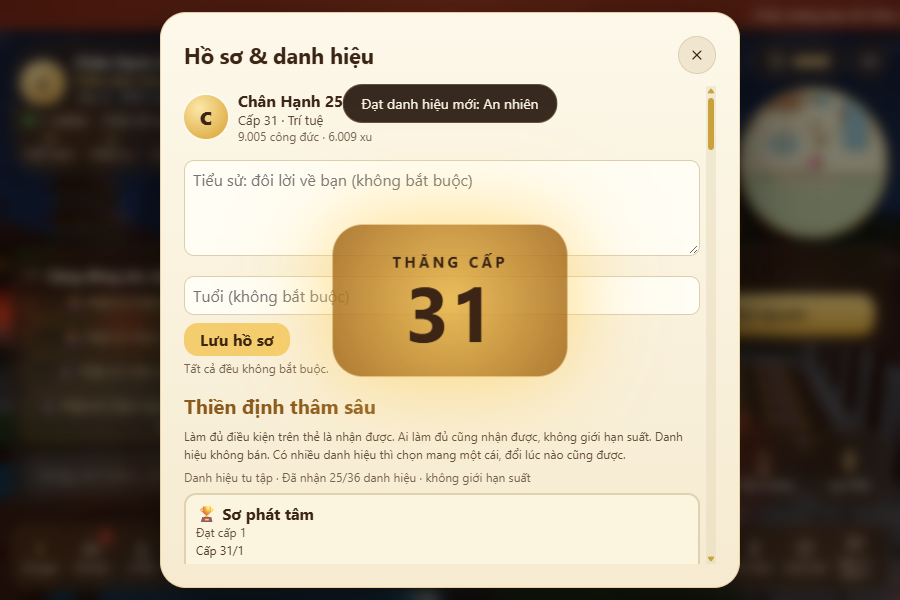 Hồ sơ & danh hiệu
×
C
Chân Hạnh 25
Đạt danh hiệu mới: An nhiên
Cấp 31 · Trí tuệ
9.005 công đức · 6.009 xu
Tiểu sử: đôi lời về bạn (không bắt buộc)
THĂNG CẤP
31
Tuổi (không bắt buộc)
Lưu hồ sơ
Tất cả đều không bắt buộc.
Thiền định thâm sâu
Làm đủ điều kiện trên thẻ là nhận được. Ai làm đủ cũng nhận được, không giới hạn suất. Danh
hiệu không bán. Có nhiều danh hiệu thì chọn mang một cái, đổi lúc nào cũng được.
Danh hiệu tu tập · Đã nhận 25/36 danh hiệu · không giới hạn suất
Sơ phát tâm
Đạt cấp 1
Cấp 31/1